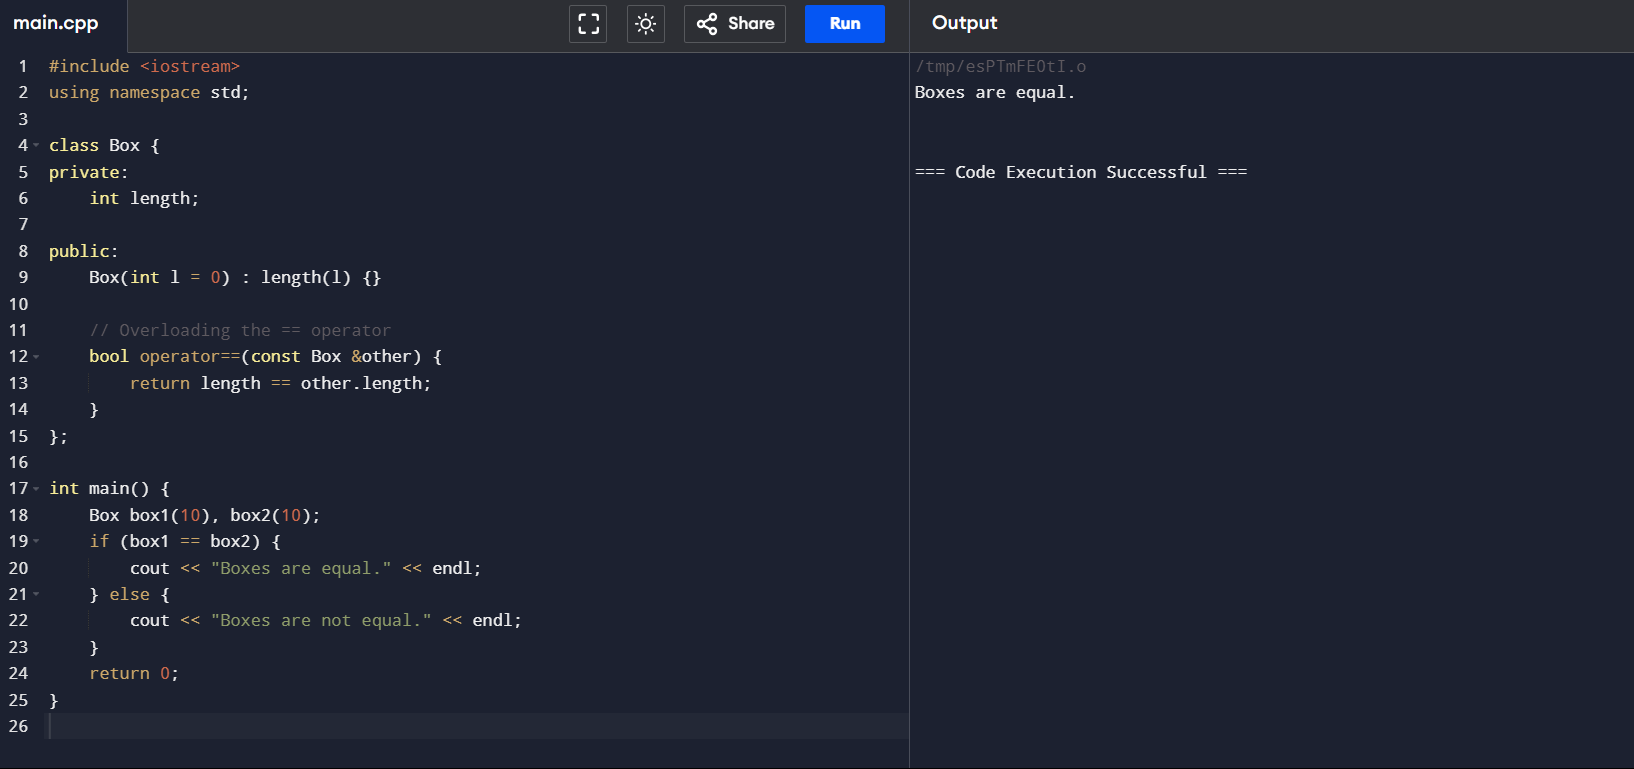 main.cpp
Share
Run
Output
1 #include <iostream>
2 using namespace std;
3
4 class Box {
5 private:
6     int length;
7
8 public:
9     Box(int l = 0) : length(l) {}
10
11     // Overloading the == operator
12     bool operator==(const Box &other) {
13         return length == other.length;
14     }
15 };
16
17 int main() {
18     Box box1(10), box2(10);
19     if (box1 == box2) {
20         cout << "Boxes are equal." << endl;
21     } else {
22         cout << "Boxes are not equal." << endl;
23     }
24     return 0;
25 }
26
/tmp/esPTmFEOtI.o
Boxes are equal.
=== Code Execution Successful ===